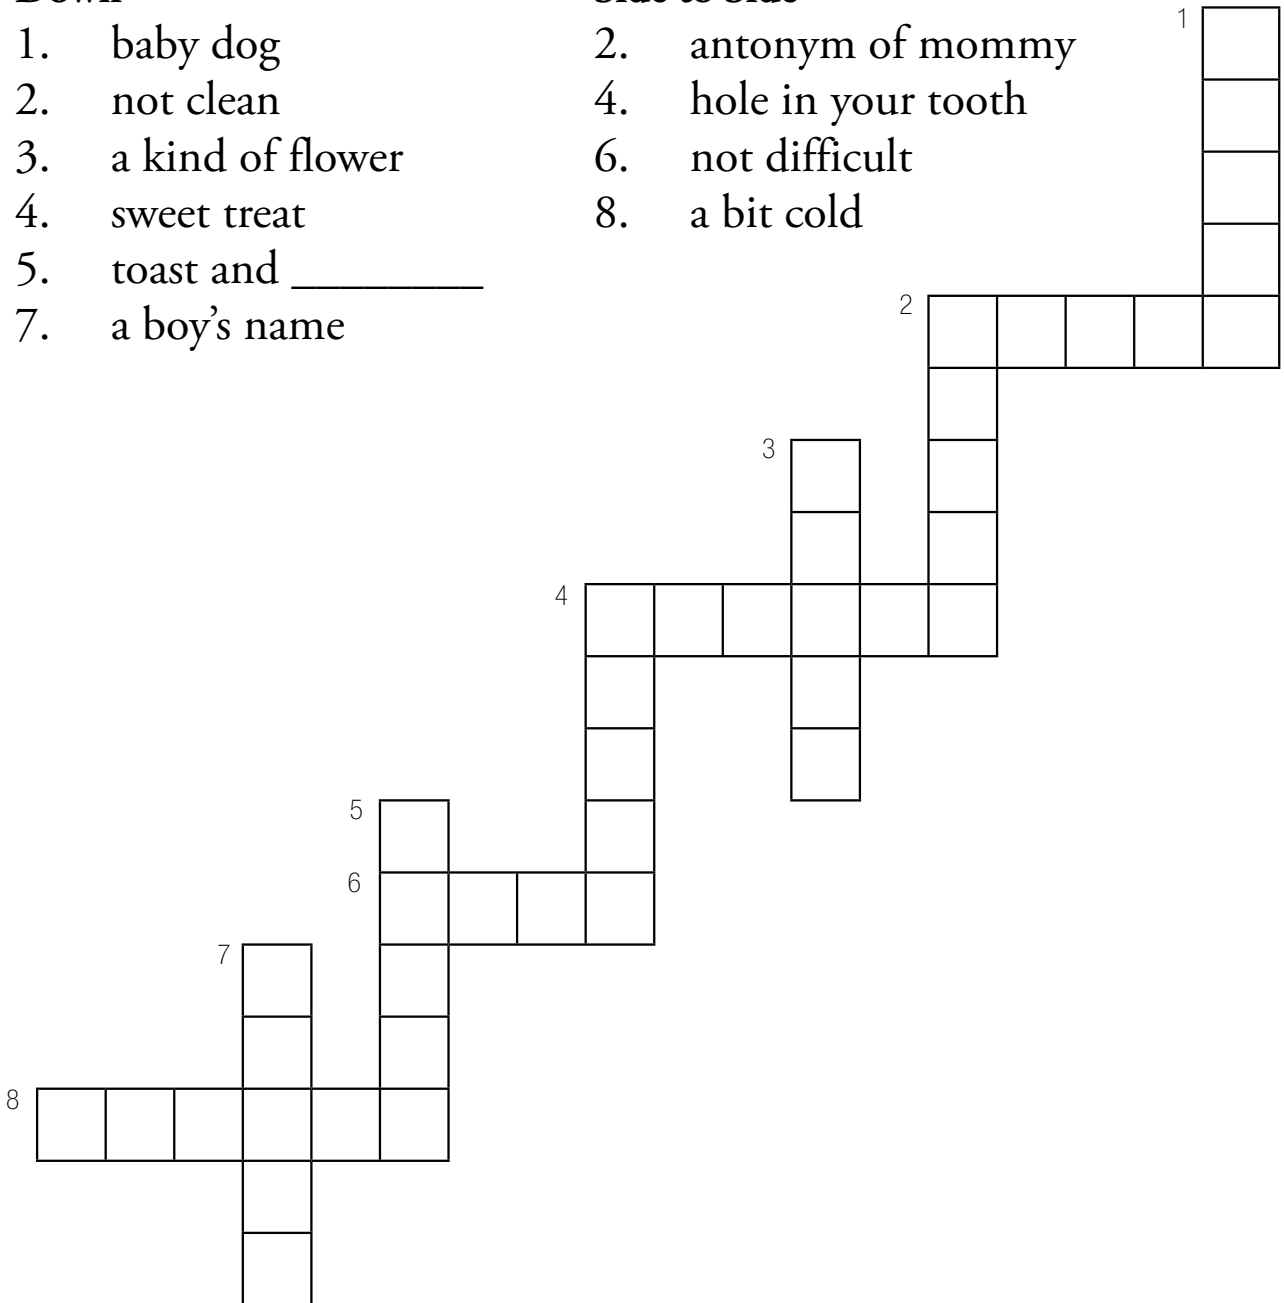 1. baby dog
2. not clean
3. a kind of flower
4. sweet treat
5. toast and ________
7. a boy’s name
2. antonym of mommy
4. hole in your tooth
6. not difficult
8. a bit cold
1
2
3
4
5
6
7
8